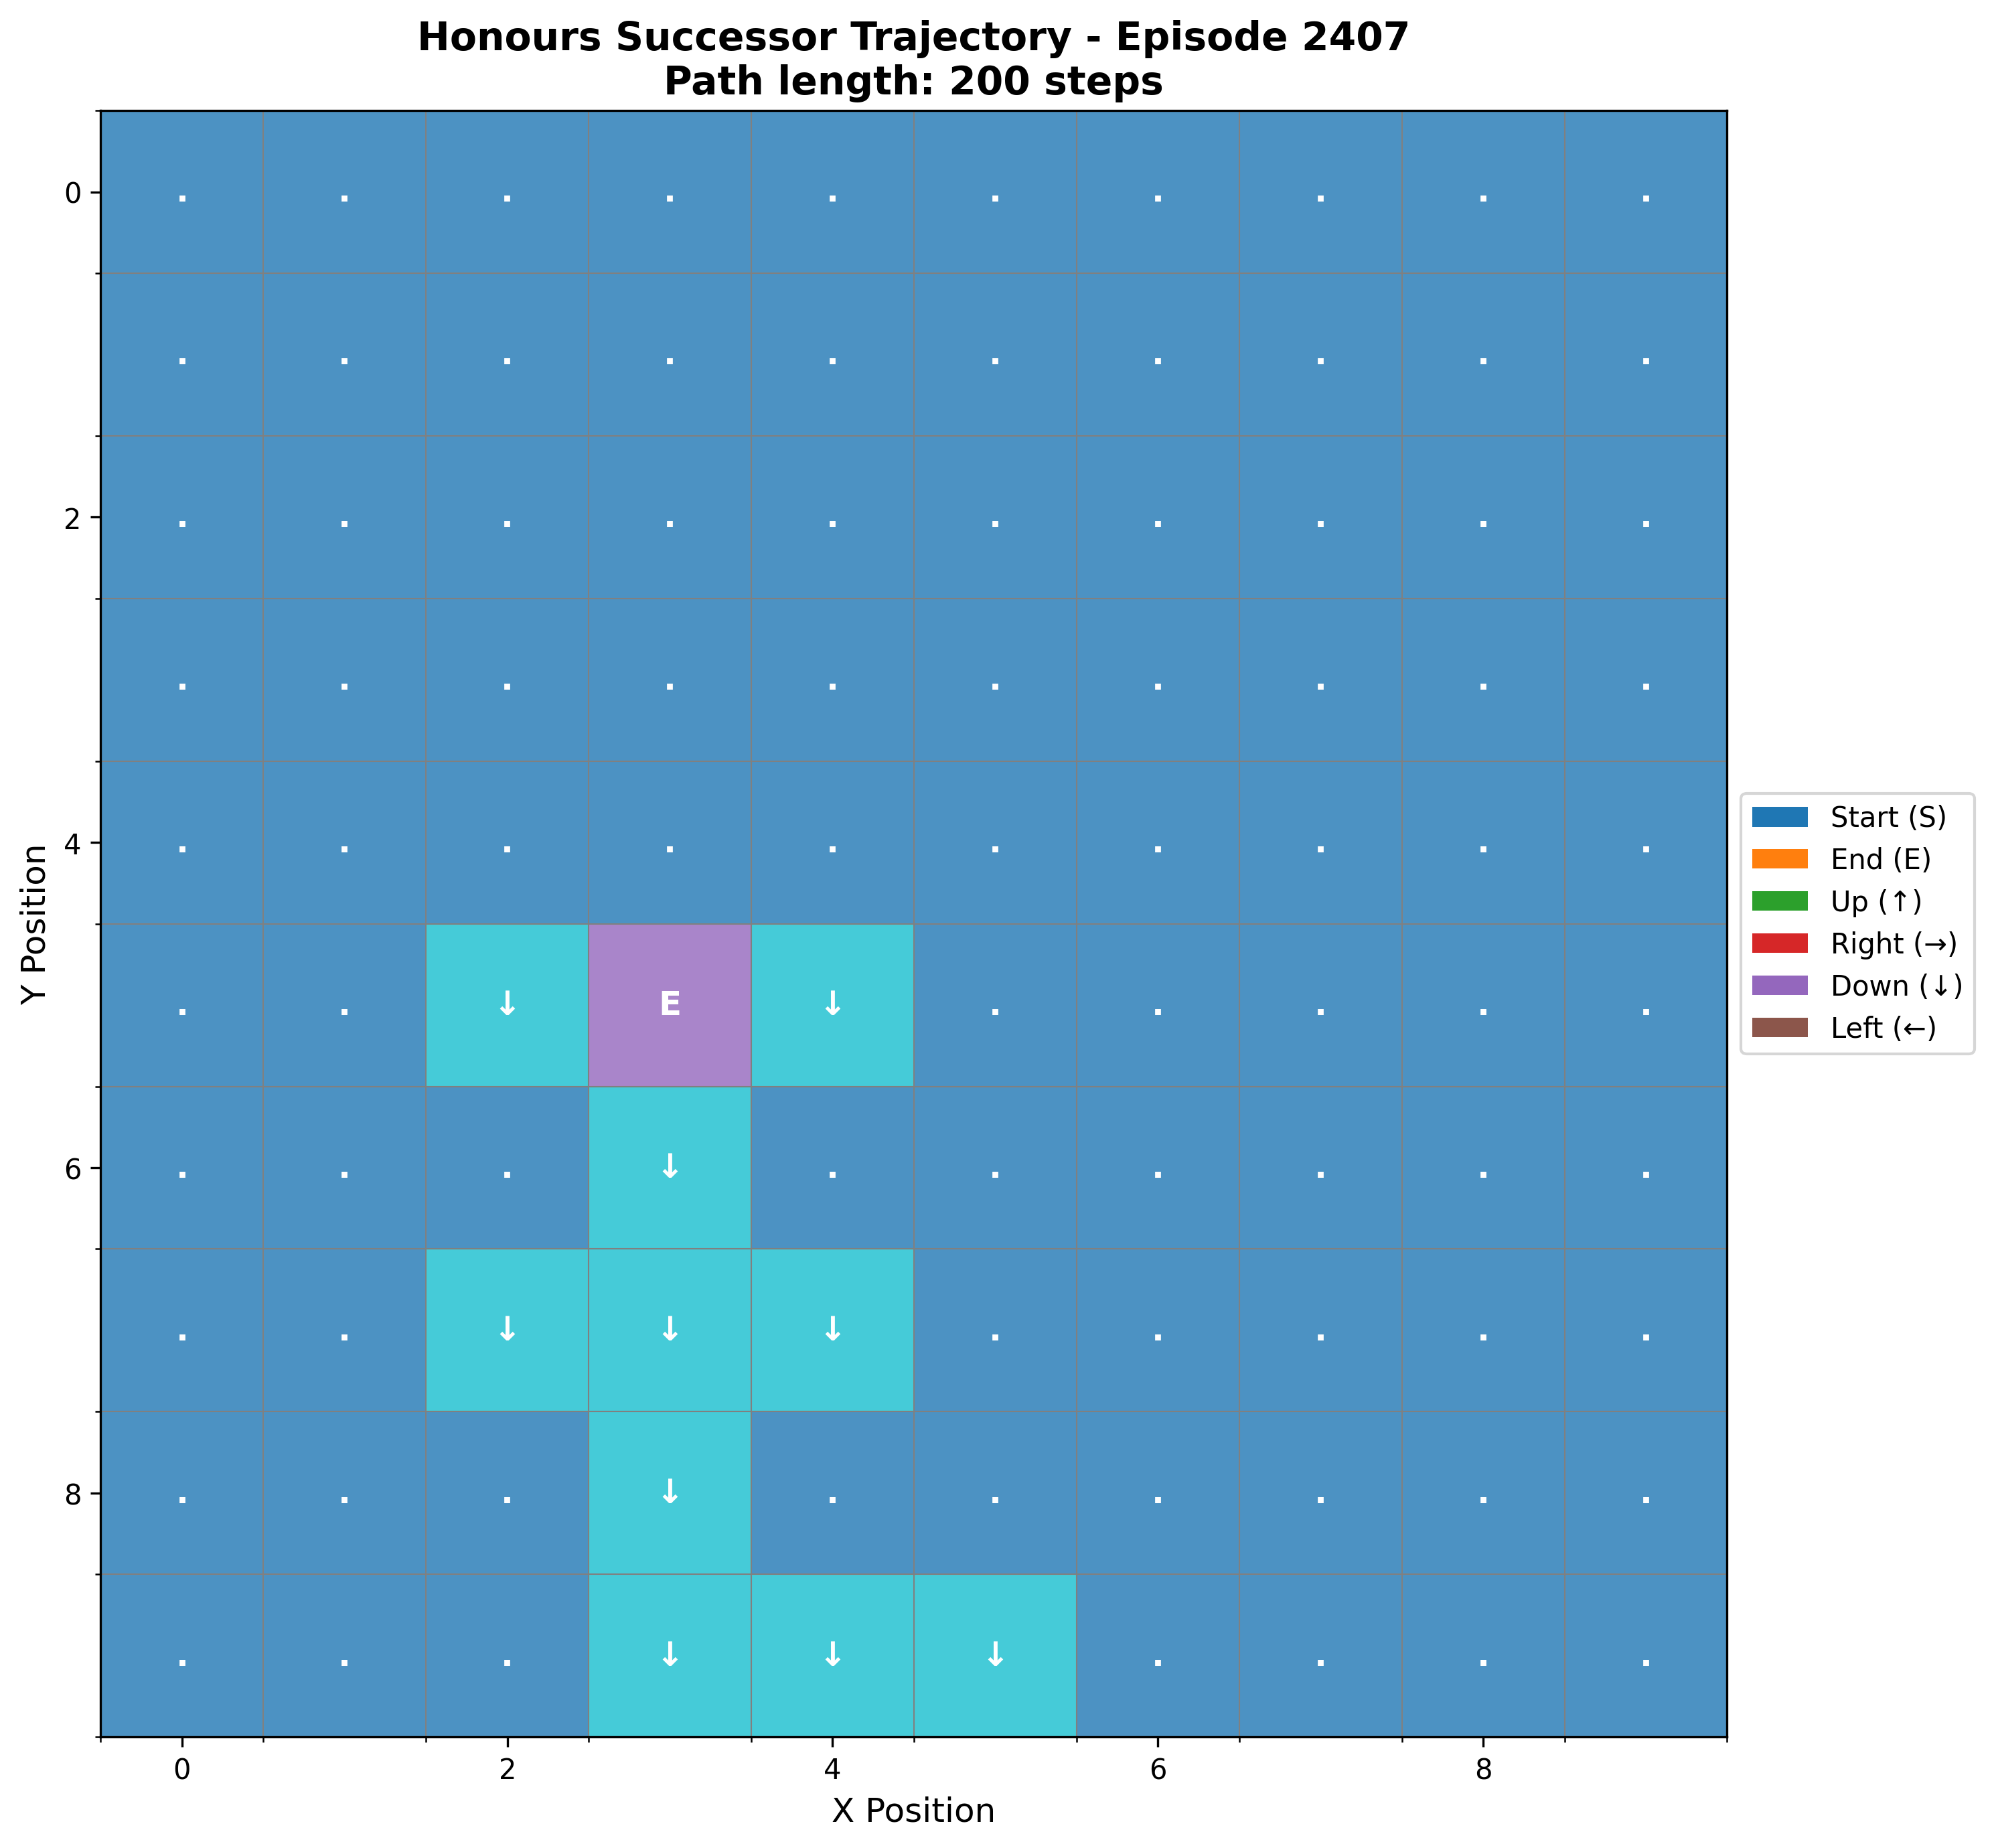 Honours Successor Trajectory - Episode 2407
Path length: 200 steps
0
2
4
6
8
Y Position
↓ E ↓
↓
↓ ↓ ↓
↓
↓ ↓ ↓
0 2 4 6 8
X Position
Start (S)
End (E)
Up (↑)
Right (→)
Down (↓)
Left (←)